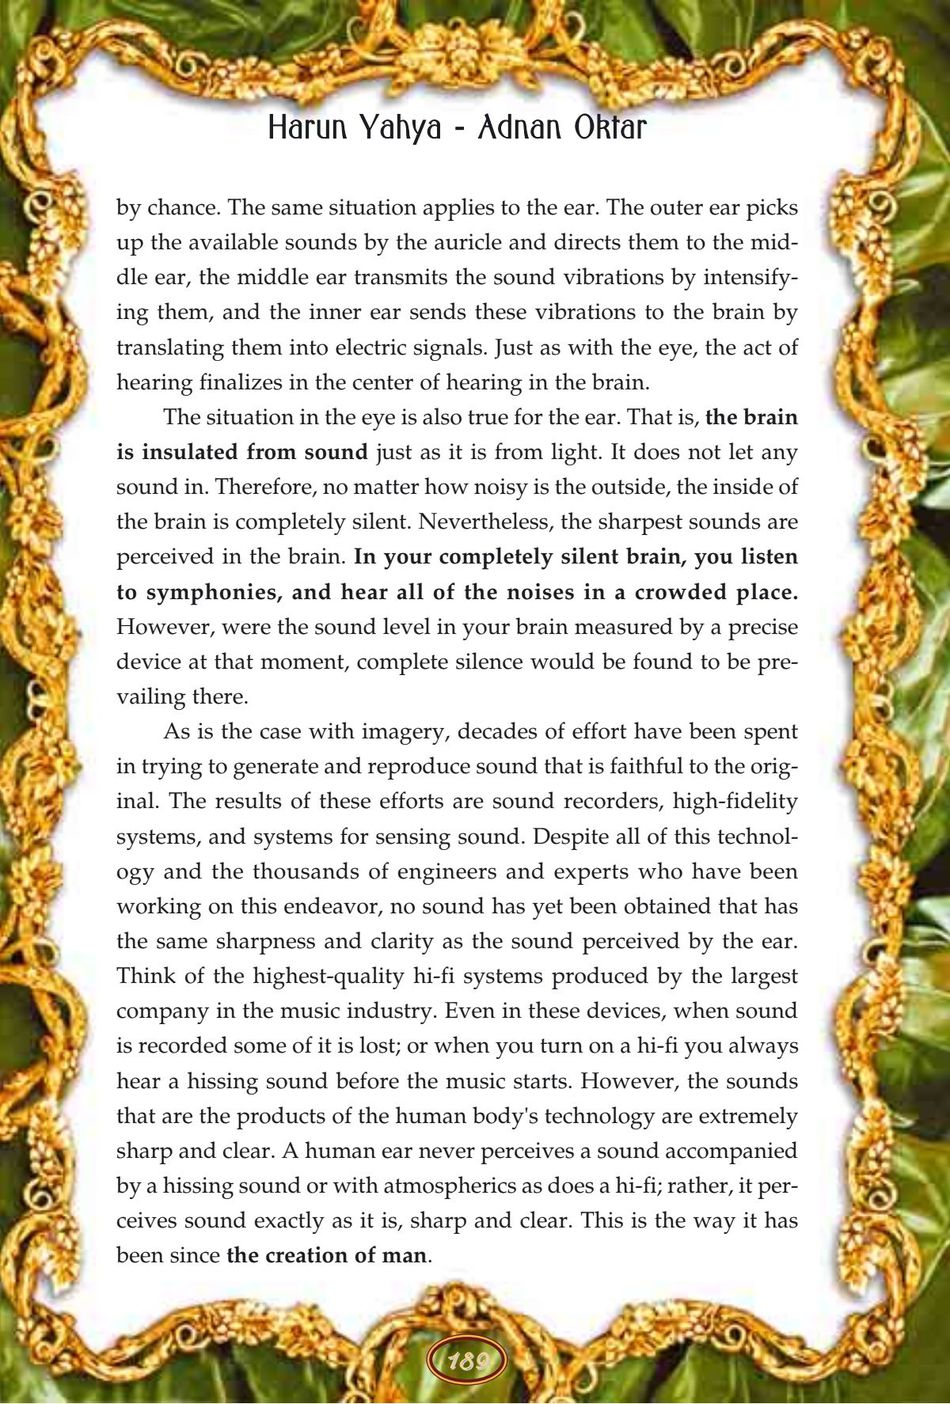 Harun Yahya - Adnan Oktar
by chance. The same situation applies to the ear. The outer ear picks
up the available sounds by the auricle and directs them to the mid-
dle ear, the middle ear transmits the sound vibrations by intensify-
ing them, and the inner ear sends these vibrations to the brain by
translating them into electric signals. Just as with the eye, the act of
hearing finalizes in the center of hearing in the brain.
The situation in the eye is also true for the ear. That is, the brain
is insulated from sound just as it is from light. It does not let any
sound in. Therefore, no matter how noisy is the outside, the inside of
the brain is completely silent. Nevertheless, the sharpest sounds are
perceived in the brain. In your completely silent brain, you listen
to symphonies, and hear all of the noises in a crowded place.
However, were the sound level in your brain measured by a precise
device at that moment, complete silence would be found to be pre-
vailing there.
As is the case with imagery, decades of effort have been spent
in trying to generate and reproduce sound that is faithful to the orig-
inal. The results of these efforts are sound recorders, high-fidelity
systems, and systems for sensing sound. Despite all of this technol-
ogy and the thousands of engineers and experts who have been
working on this endeavor, no sound has yet been obtained that has
the same sharpness and clarity as the sound perceived by the ear.
Think of the highest-quality hi-fi systems produced by the largest
company in the music industry. Even in these devices, when sound
is recorded some of it is lost; or when you turn on a hi-fi you always
hear a hissing sound before the music starts. However, the sounds
that are the products of the human body's technology are extremely
sharp and clear. A human ear never perceives a sound accompanied
by a hissing sound or with atmospherics as does a hi-fi; rather, it per-
ceives sound exactly as it is, sharp and clear. This is the way it has
been since the creation of man.
189